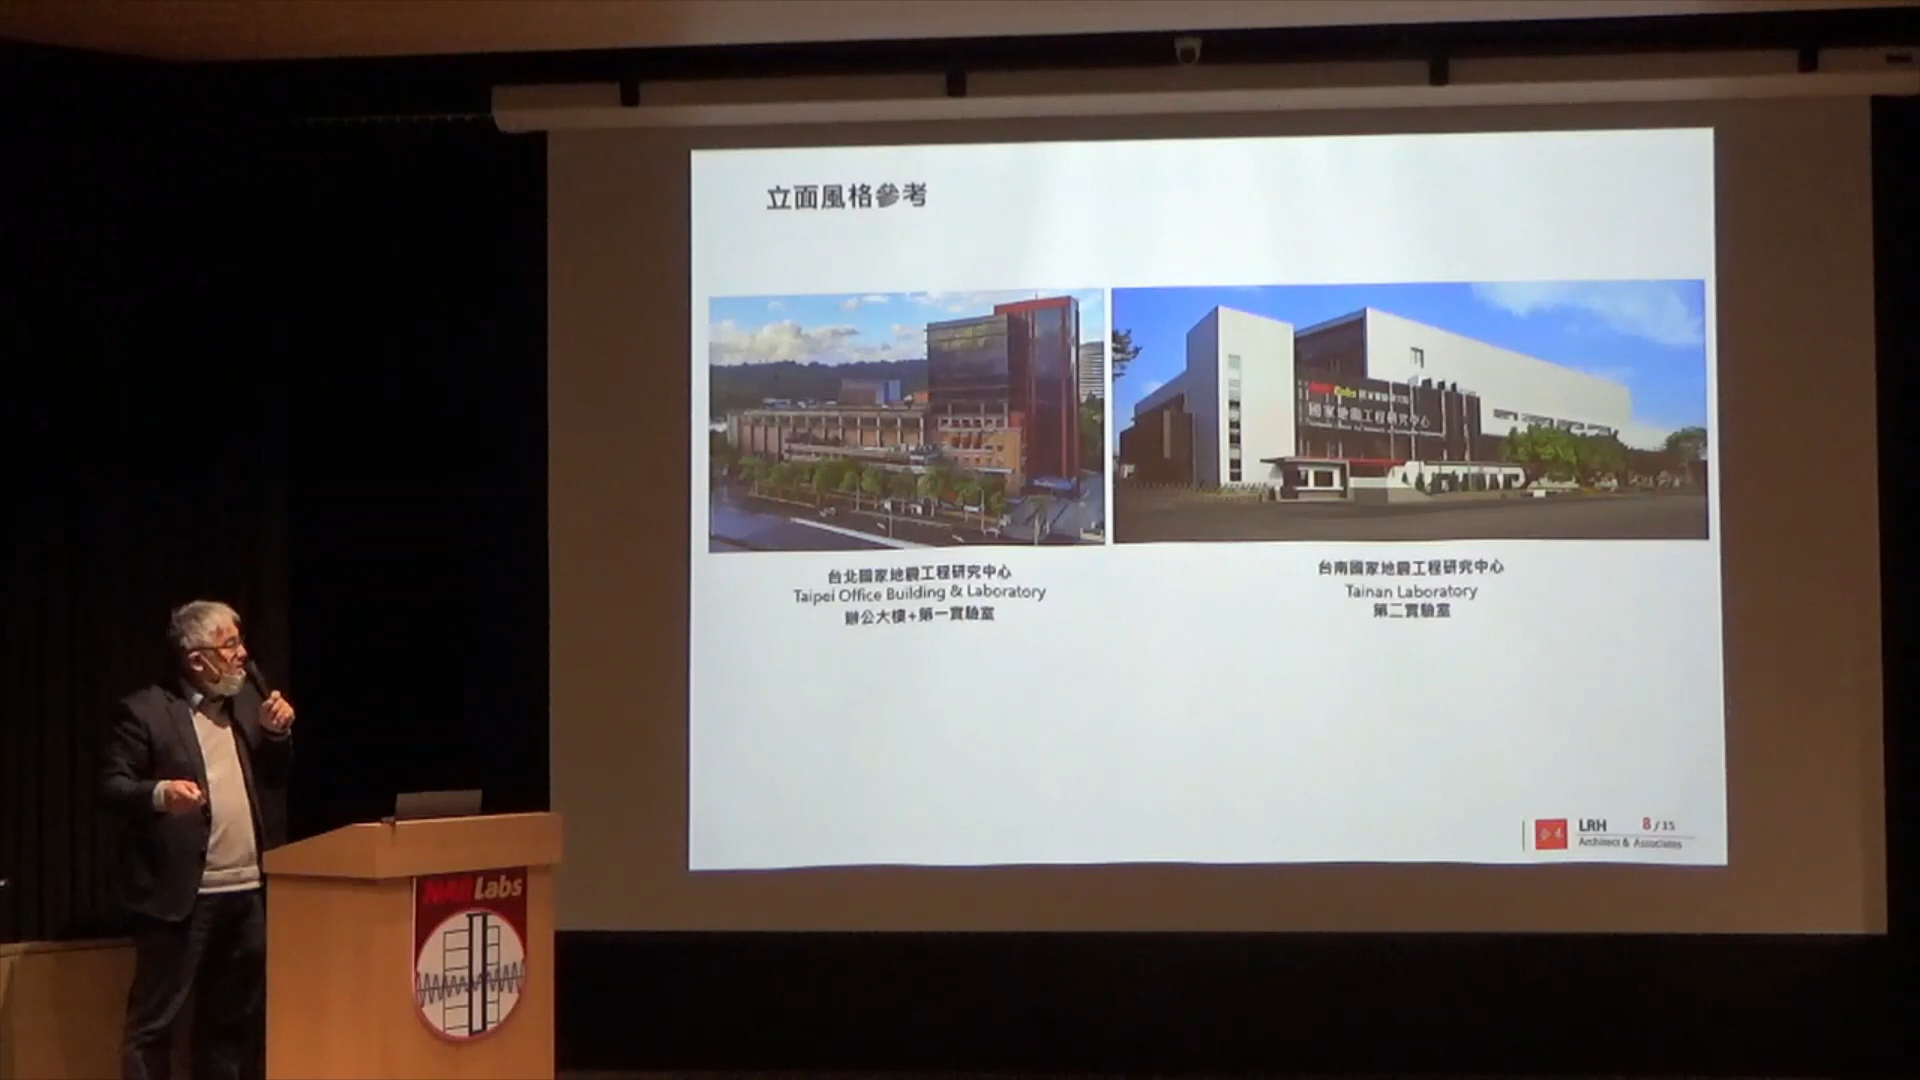 立面風格參考
NARLabs
國家地震工程研究中心
台北國家地震工程研究中心
Taipei Office Building & Laboratory
辦公大樓+第一實驗室
台南國家地震工程研究中心
Tainan Laboratory
第二實驗室
LRH 8/15
Architect & Associates
NARLabs